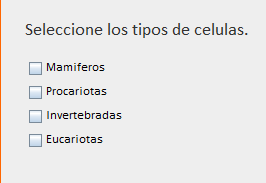 Seleccione los tipos de celulas.
Mamiferos
Procariotas
Invertebradas
Eucariotas